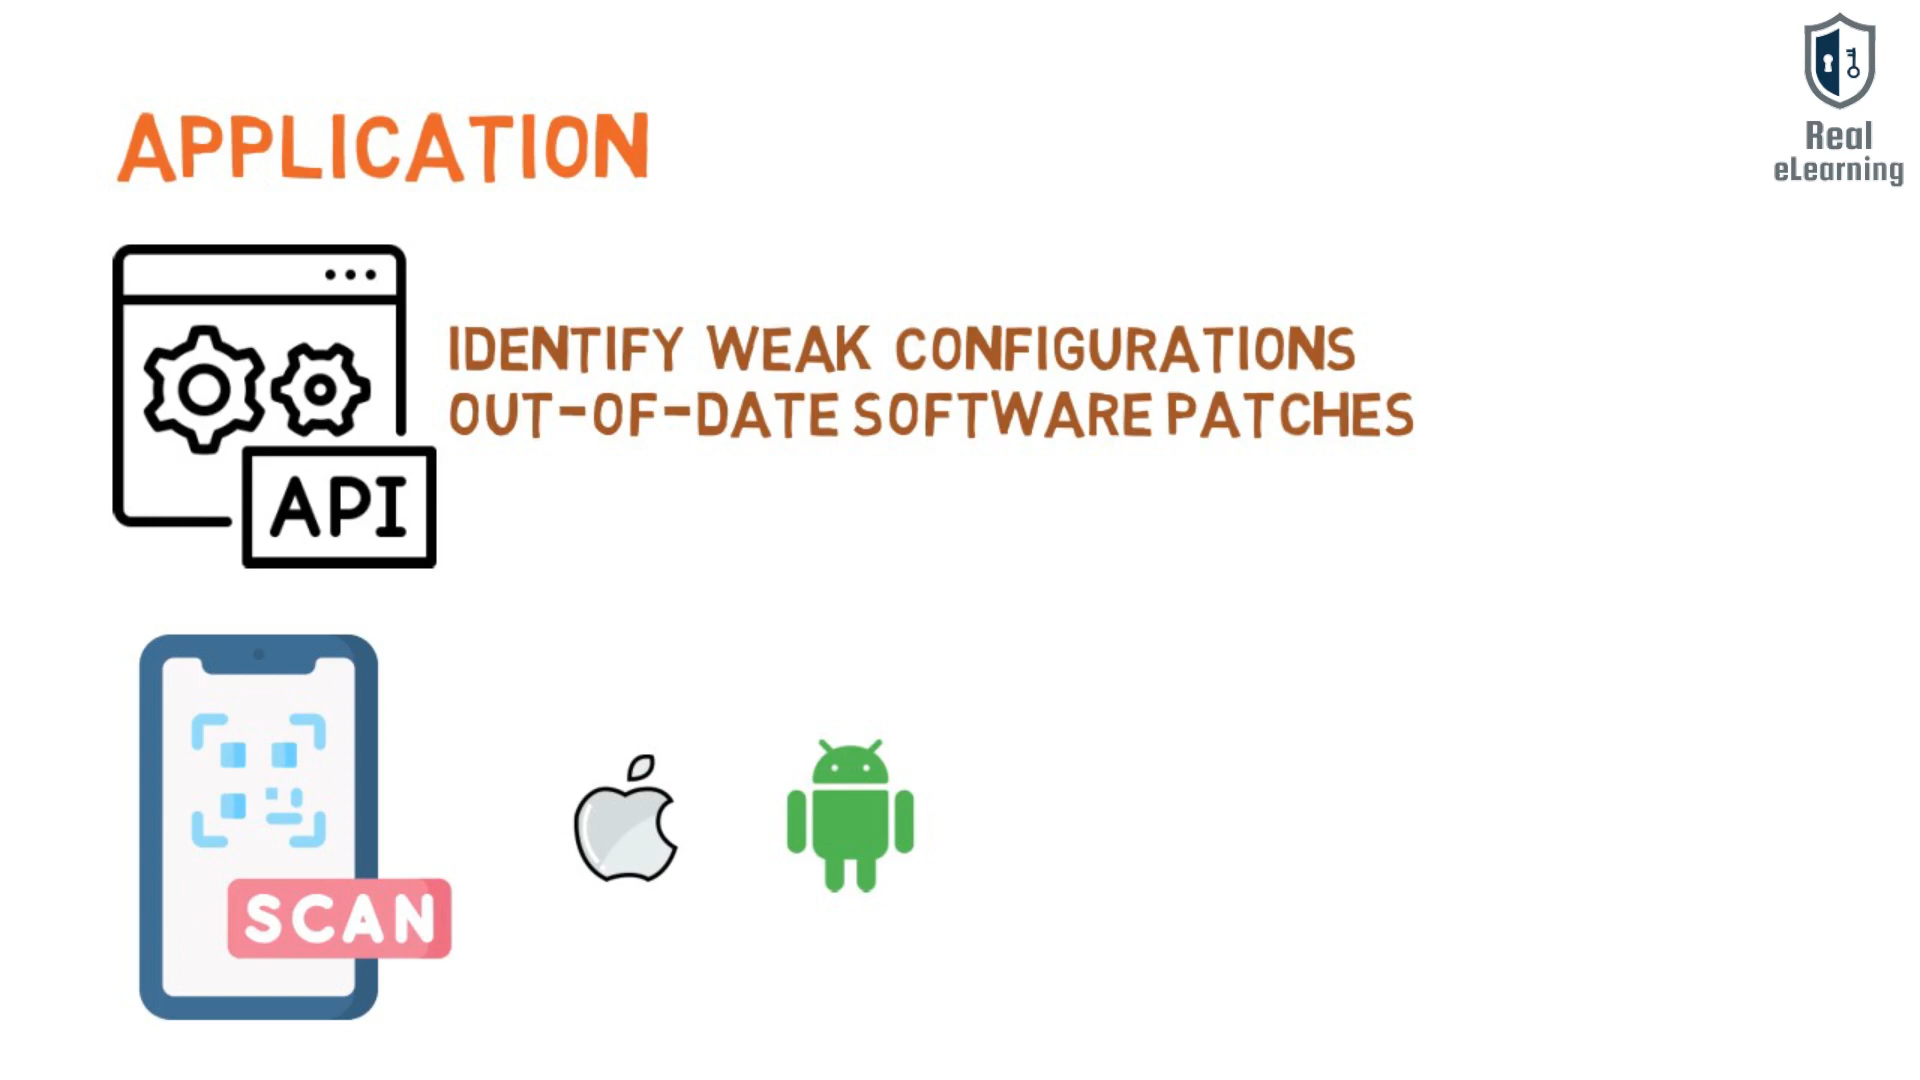 Real
eLearning
APPLICATION
IDENTIFY WEAK CONFIGURATIONS
OUT-OF-DATE SOFTWARE PATCHES
API
SCAN